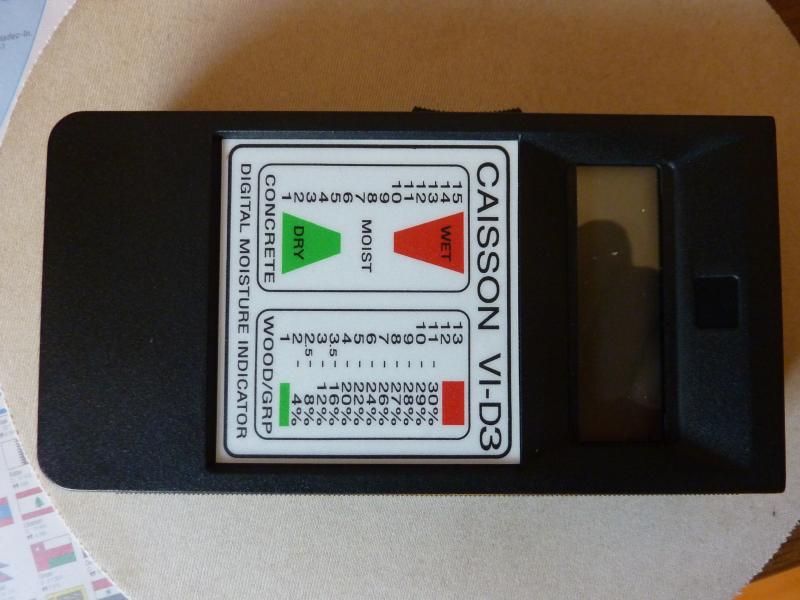 CAISSON VI-D3
15
14 WET
13
12
11
10
9
8 MOIST
7
6
5
4
3
2 DRY
1
CONCRETE
13
12
11 - 30%
10 - 29%
9 - 28%
8 - 27%
7 - 26%
6 - 24%
5 - 22%
4 - 20%
3.5 - 16%
3 - 12%
2.5 - 8%
2 - 4%
1
WOOD/GRP
DIGITAL MOISTURE INDICATOR